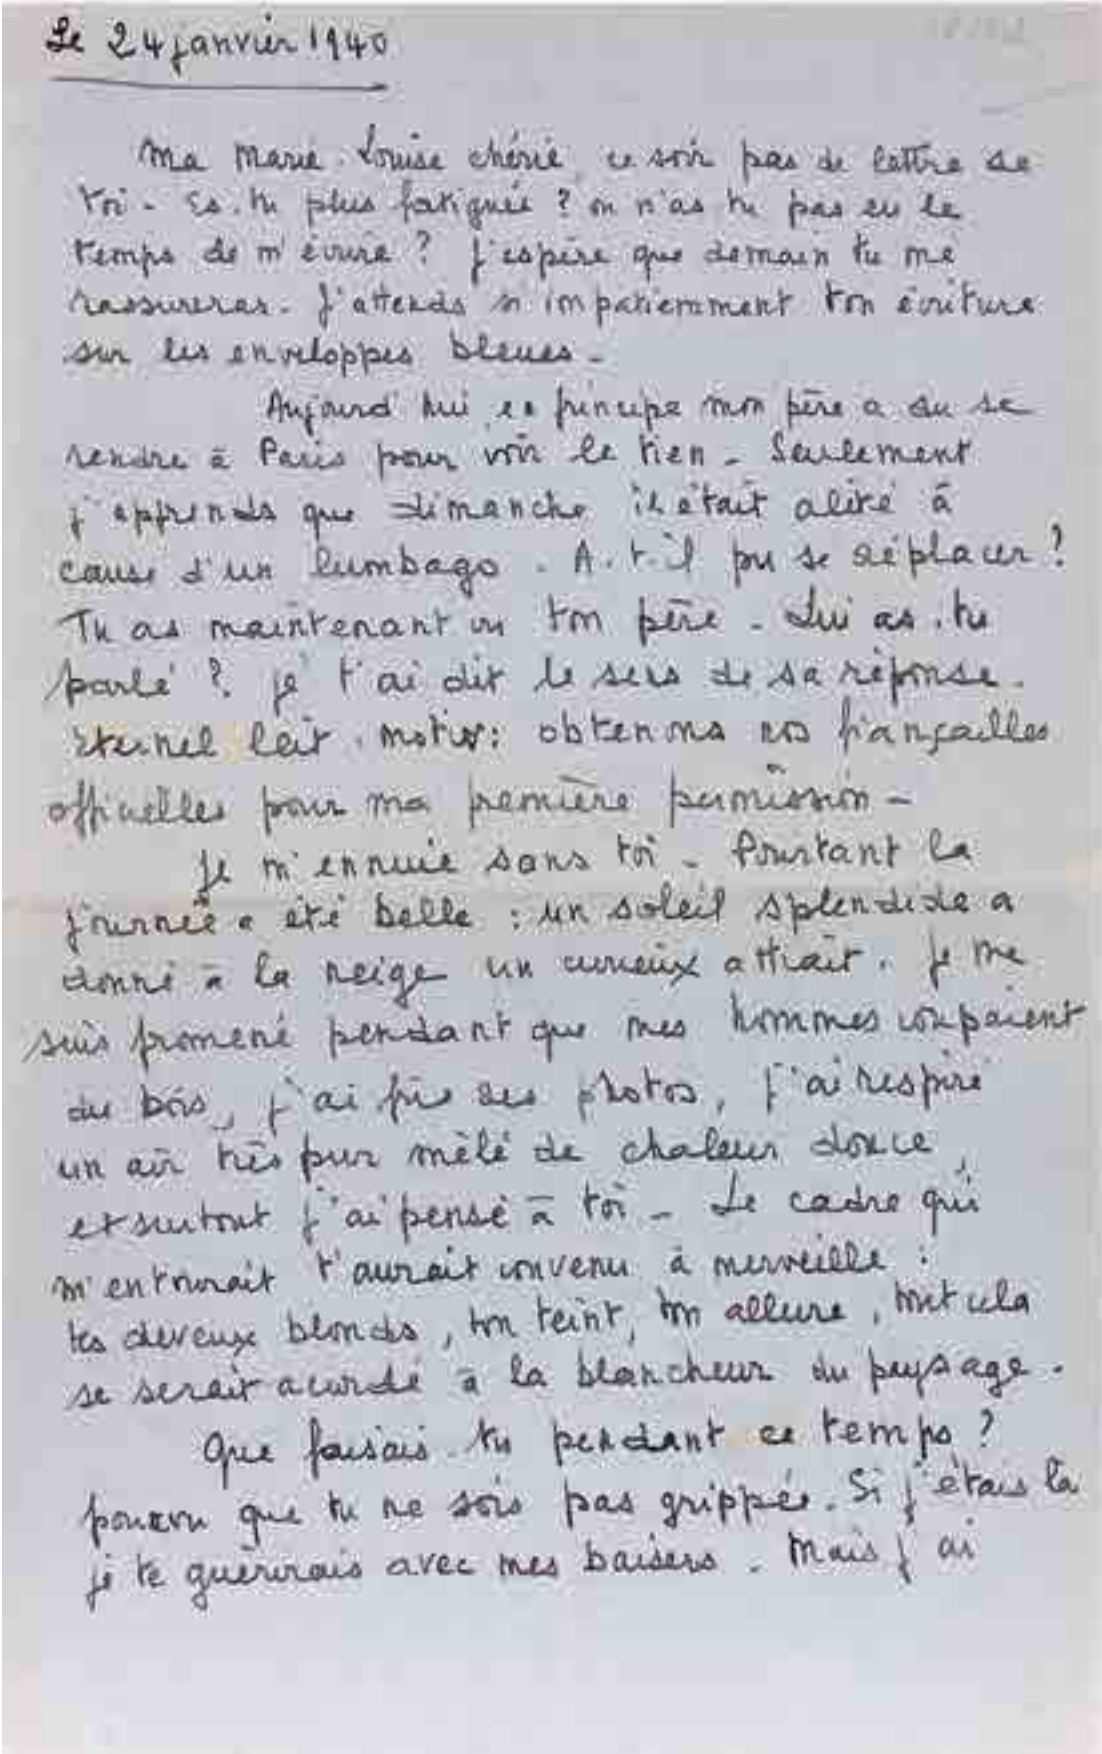 Le 24 janvier 1940
Ma Marie-Louise chérie, ce soir pas de lettre de
toi - Es-tu plus fatiguée ? ou n'as tu pas eu le
temps de m'écrire ? J'espère que demain tu me
rassureras - J'attends si impatiemment ton écriture
sur les enveloppes bleues -
Aujourd'hui, en principe mon père a du se
rendre à Paris pour voir le tien - Seulement
j'apprends que dimanche il était alité à
cause d'un lumbago . A-t-il pu se déplacer ?
Tu as maintenant vu ton père - Lui as-tu
parlé ? je t'ai dit le sens de sa réponse.
Eternel leit-motiv : obtenons nos fiançailles
officielles pour ma première permission -
Je m'ennuie sans toi - Pourtant la
journée a été belle : un soleil splendide a
donné à la neige un curieux attrait . Je me
suis promené pendant que mes hommes coupaient
du bois, j'ai pris des photos, j'ai respiré
un air très pur mêlé de chaleur douce,
et surtout j'ai pensé à toi - Le cadre qui
m'entourait t'aurait convenu à merveille :
tes cheveux blonds, ton teint, ton allure, tout cela
se serait accordé à la blancheur du paysage .
Que faisais-tu pendant ce temps ?
pourvu que tu ne sois pas grippée. Si j'étais là
je te guérirais avec mes baisers . Mais j'ai